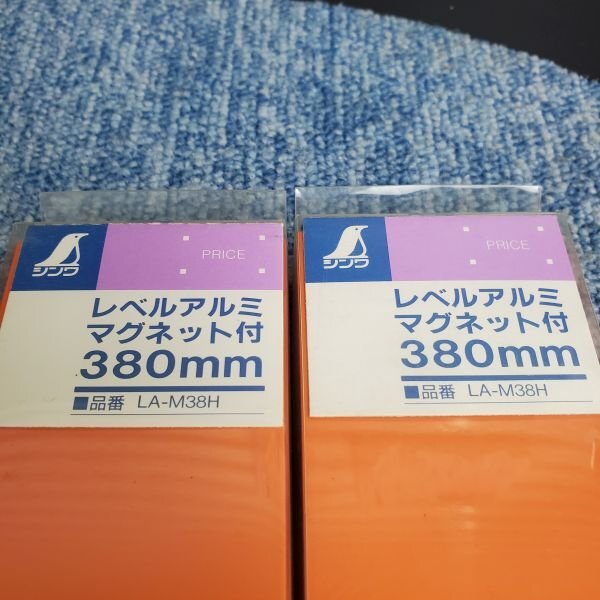 シンワ
PRICE
レベルアルミ
マグネット付
380mm
■品番 LA-M38H
シンワ
PRICE
レベルアルミ
マグネット付
380mm
■品番 LA-M38H